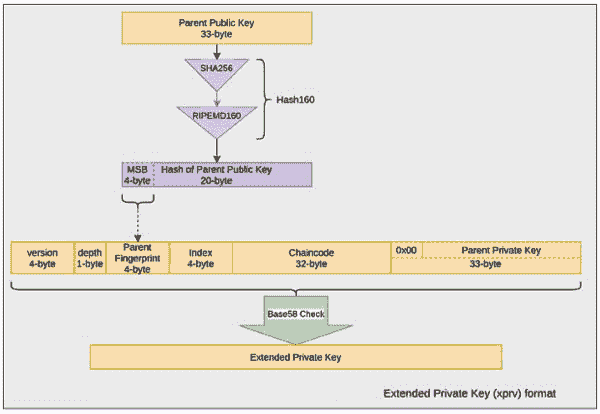 Parent Public Key
33-byte
SHA256
RIPEMD160
Hash160
MSB
4-byte
Hash of Parent Public Key
20-byte
version
4-byte
depth
1-byte
Parent
Fingerprint
4-byte
Index
4-byte
Chaincode
32-byte
0x00
Parent Private Key
33-byte
Base58 Check
Extended Private Key
Extended Private Key (xprv) format